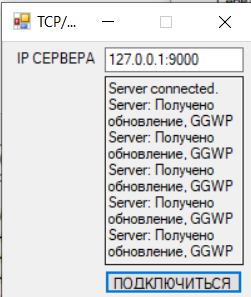 TCP/...
IP СЕРВЕРА 127.0.0.1:9000
Server connected.
Server: Получено
обновление, GGWP
Server: Получено
обновление, GGWP
Server: Получено
обновление, GGWP
Server: Получено
обновление, GGWP
Server: Получено
обновление, GGWP
ПОДКЛЮЧИТЬСЯ